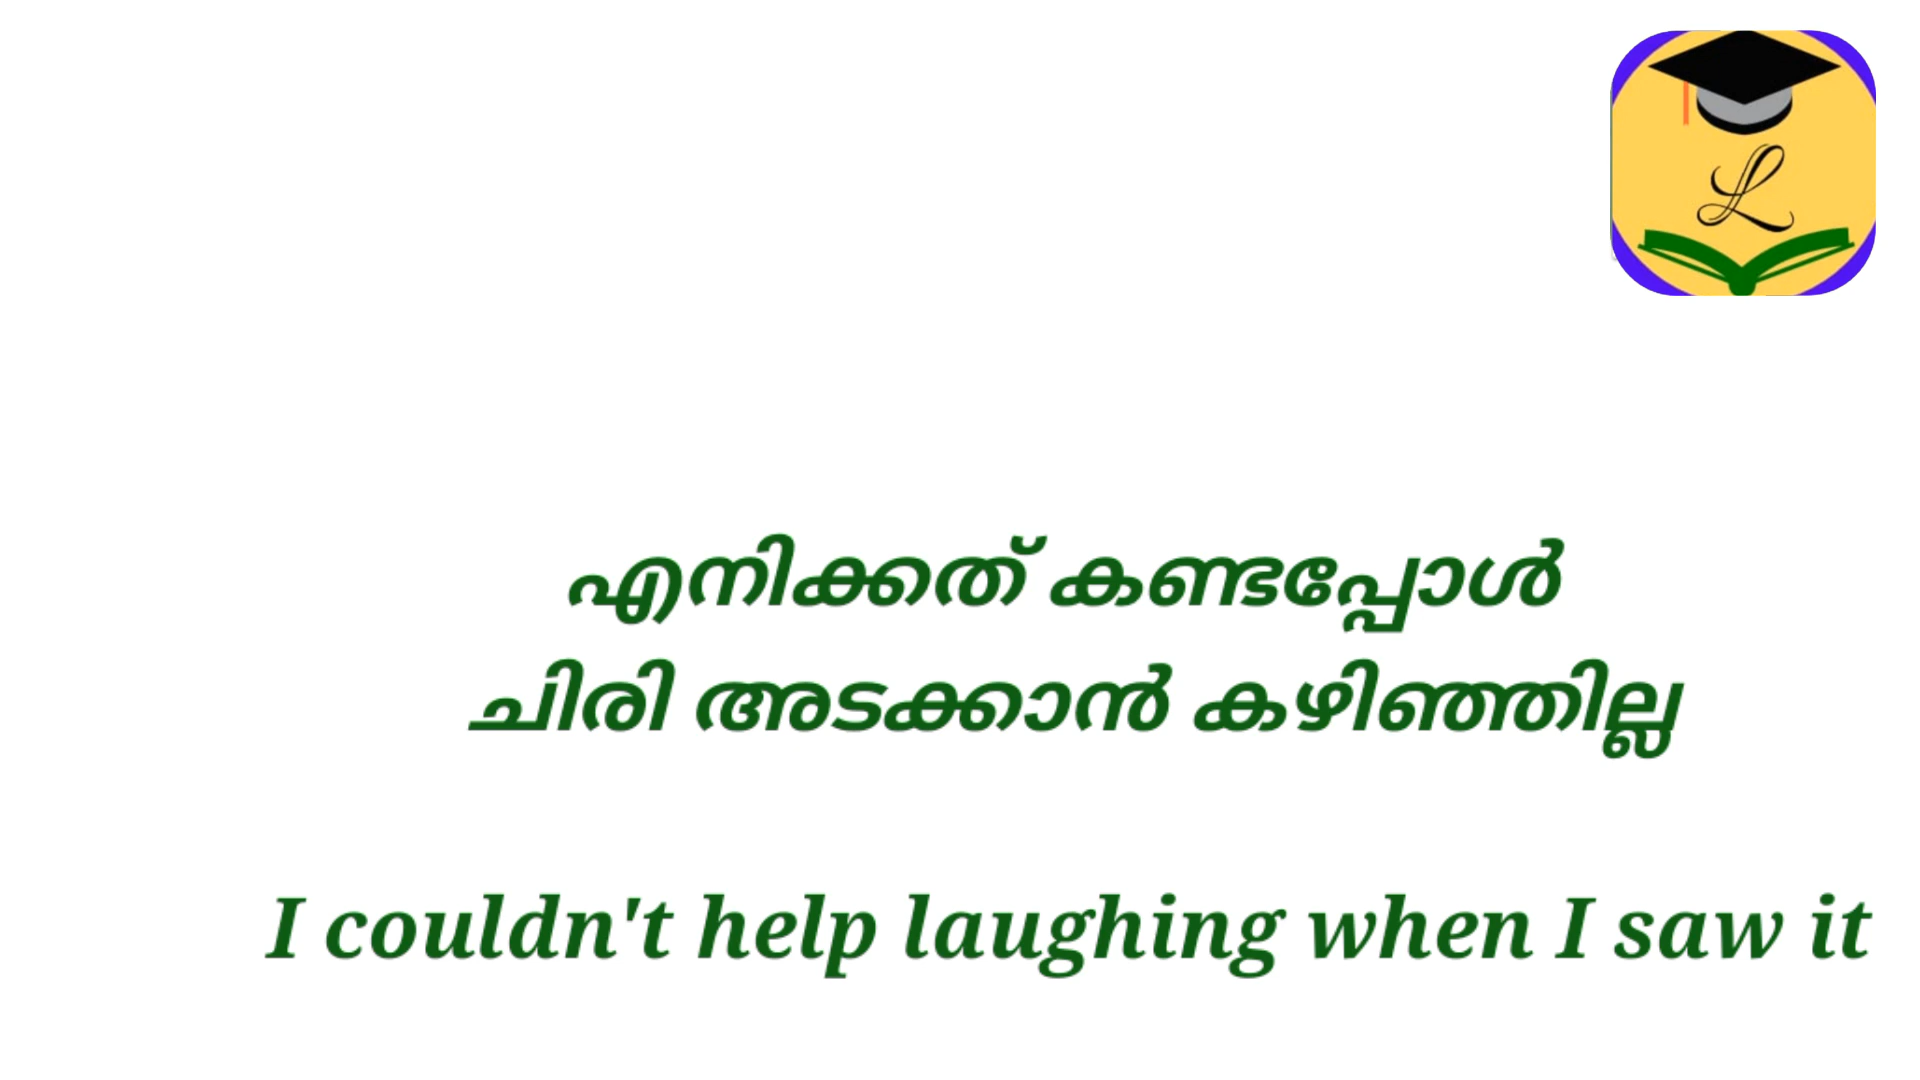 L
എനിക്കത് കണ്ടപ്പോൾ
ചിരി അടക്കാൻ കഴിഞ്ഞില്ല
I couldn't help laughing when I saw it